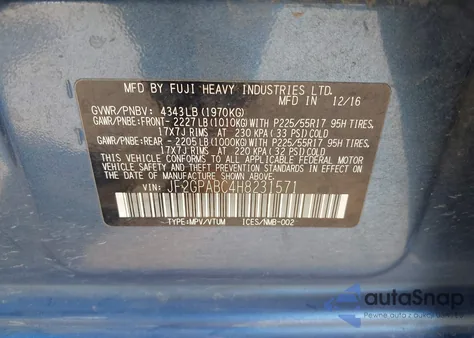 MFD BY FUJI HEAVY INDUSTRIES LTD.
12/16
GVWR/PNBV: 4343LB (1970KG)
GAWR/PNBE:FRONT- 2227LB(1010KG)WITH P225/55R17 95H TIRES,
17X7J RIMS AT 230 KPA(33 PSI)COLD
GAWR/PNBE:REAR - 2205LB(1000KG)WITH P225/55R17 95H TIRES,
17X7J RIMS AT 220 KPA(32 PSI)COLD
THIS VEHICLE CONFORMS TO ALL APPLICABLE
FEDERAL MOTOR VEHICLE SAFETY, BUMPER, AND THEFT
PREVENTION STANDARDS IN EFFECT ON THE DATE OF
MANUFACTURE SHOWN ABOVE.
VIN: JF2GPABC4H8231571
TYPE:MPV/VTUM ICES/NMB-002
autaSnap
Pewne auta z